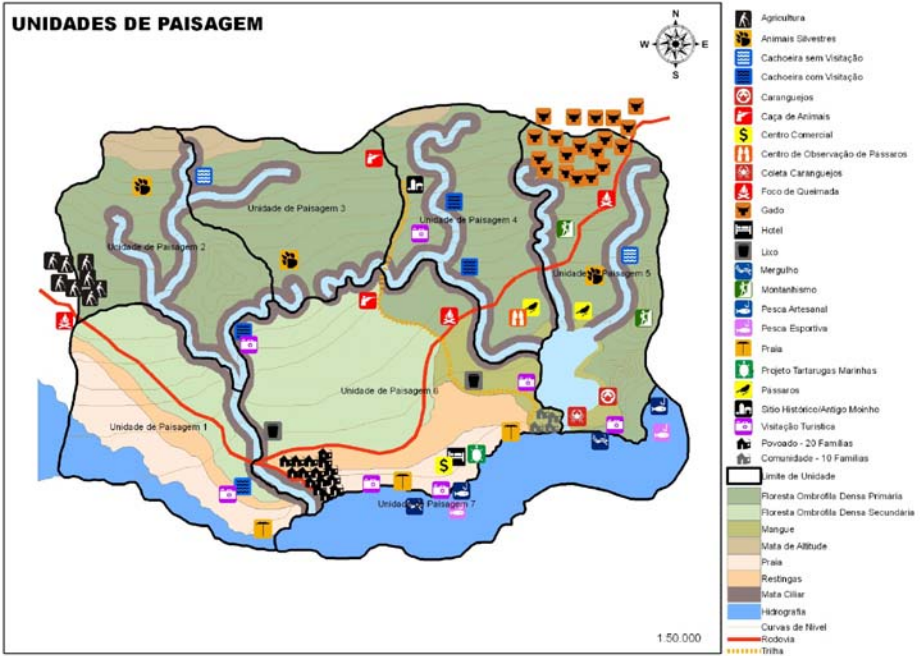 UNIDADES DE PAISAGEM
N
W
E
S
Unidade de Paisagem 3
Unidade de Paisagem 4
Unidade de Paisagem 2
Unidade de Paisagem 5
Unidade de Paisagem 6
Unidade de Paisagem 1
Unidade de Paisagem 7
1:50.000
Agricultura
Animais Silvestres
Cachoeira sem Visitação
Cachoeira com Visitação
Caranguejos
Caça de Animais
$ Centro Comercial
Centro de Observação de Pássaros
Coleta Caranguejos
Foco de Queimada
Gado
Hotel
Lixo
Mergulho
Montanhismo
Pesca Artesanal
Pesca Esportiva
Praia
Projeto Tartarugas Marinhas
Pássaros
Sítio Histórico/Antigo Moinho
Visitação Turística
Povoado - 20 Famílias
Comunidade - 10 Famílias
Limite de Unidade
Floresta Ombrófila Densa Primária
Floresta Ombrófila Densa Secundária
Mangue
Mata de Altitude
Praia
Restingas
Mata Ciliar
Hidrografia
Curvas de Nível
Rodovia
Trilha